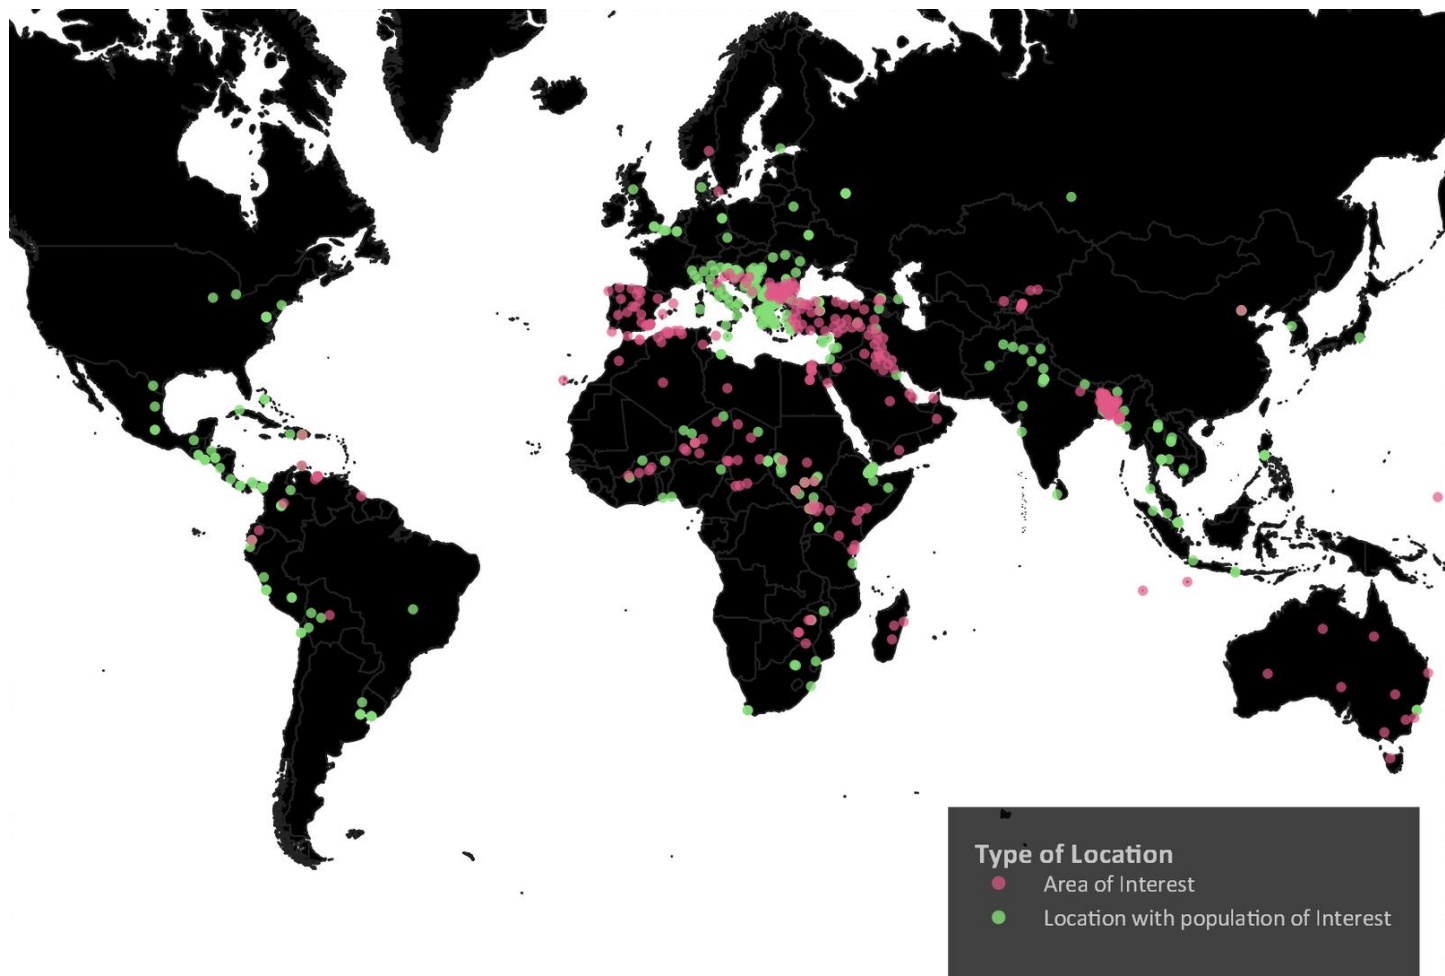 Type of Location
Area of Interest
Location with population of Interest